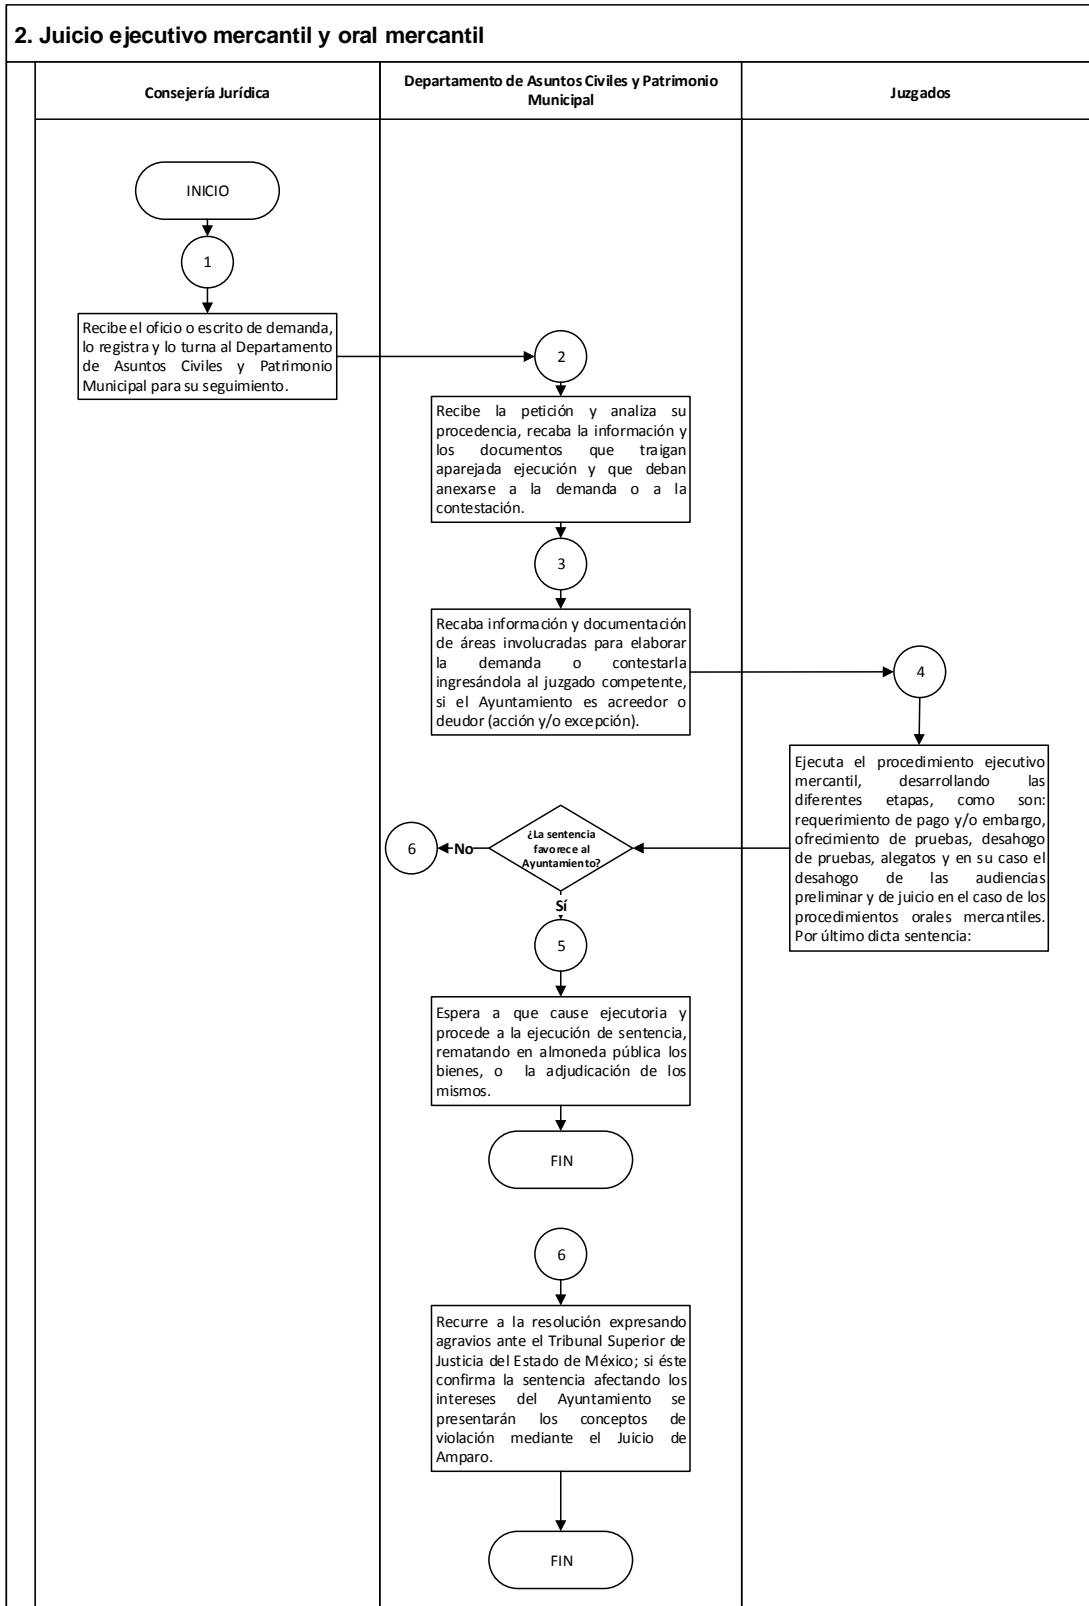 2. Juicio ejecutivo mercantil y oral mercantil
Consejería Jurídica
Departamento de Asuntos Civiles y Patrimonio
Municipal
Juzgados
INICIO
1
Recibe el oficio o escrito de demanda,
lo registra y lo turna al Departamento
de Asuntos Civiles y Patrimonio
Municipal para su seguimiento.
2
Recibe la petición y analiza su
procedencia, recaba la información y
los documentos que traigan
aparejada ejecución y que deban
anexarse a la demanda o a la
contestación.
3
Recaba información y documentación
de áreas involucradas para elaborar
la demanda o contestarla
ingresándola al juzgado competente,
si el Ayuntamiento es acreedor o
deudor (acción y/o excepción).
4
Ejecuta el procedimiento ejecutivo
mercantil, desarrollando las
diferentes etapas, como son:
requerimiento de pago y/o embargo,
ofrecimiento de pruebas, desahogo
de pruebas, alegatos y en su caso el
desahogo de las audiencias
preliminar y de juicio en el caso de los
procedimientos orales mercantiles.
Por último dicta sentencia:
¿La sentencia
favorece al
Ayuntamiento?
No
6
Sí
5
Espera a que cause ejecutoria y
procede a la ejecución de sentencia,
rematando en almoneda pública los
bienes, o la adjudicación de los
mismos.
FIN
6
Recurre a la resolución expresando
agravios ante el Tribunal Superior de
Justicia del Estado de México; si éste
confirma la sentencia afectando los
intereses del Ayuntamiento se
presentarán los conceptos de
violación mediante el Juicio de
Amparo.
FIN